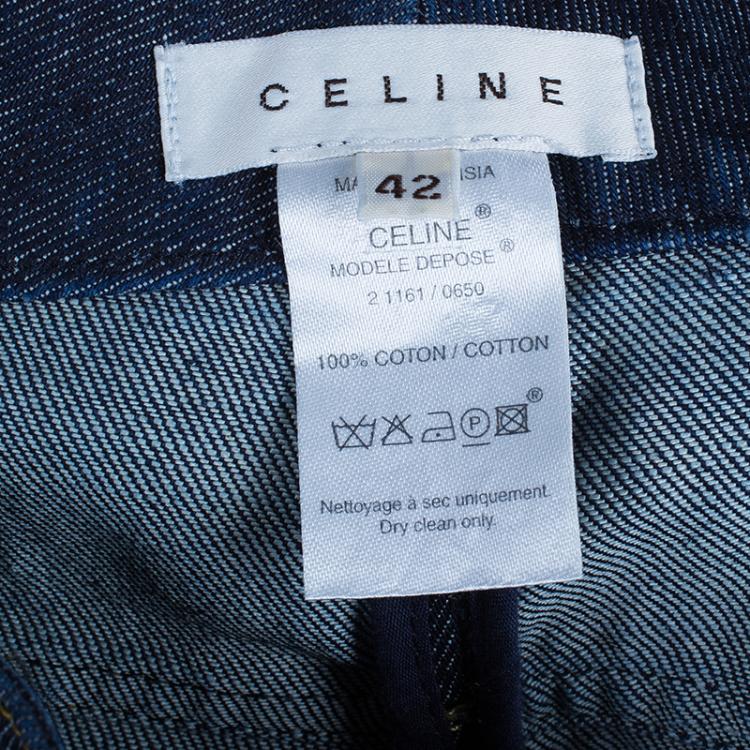 CELINE
42
CELINE®
MODELE DEPOSE®
2 1161 / 0650
100% COTON / COTTON
P ®
Nettoyage à sec uniquement.
Dry clean only.